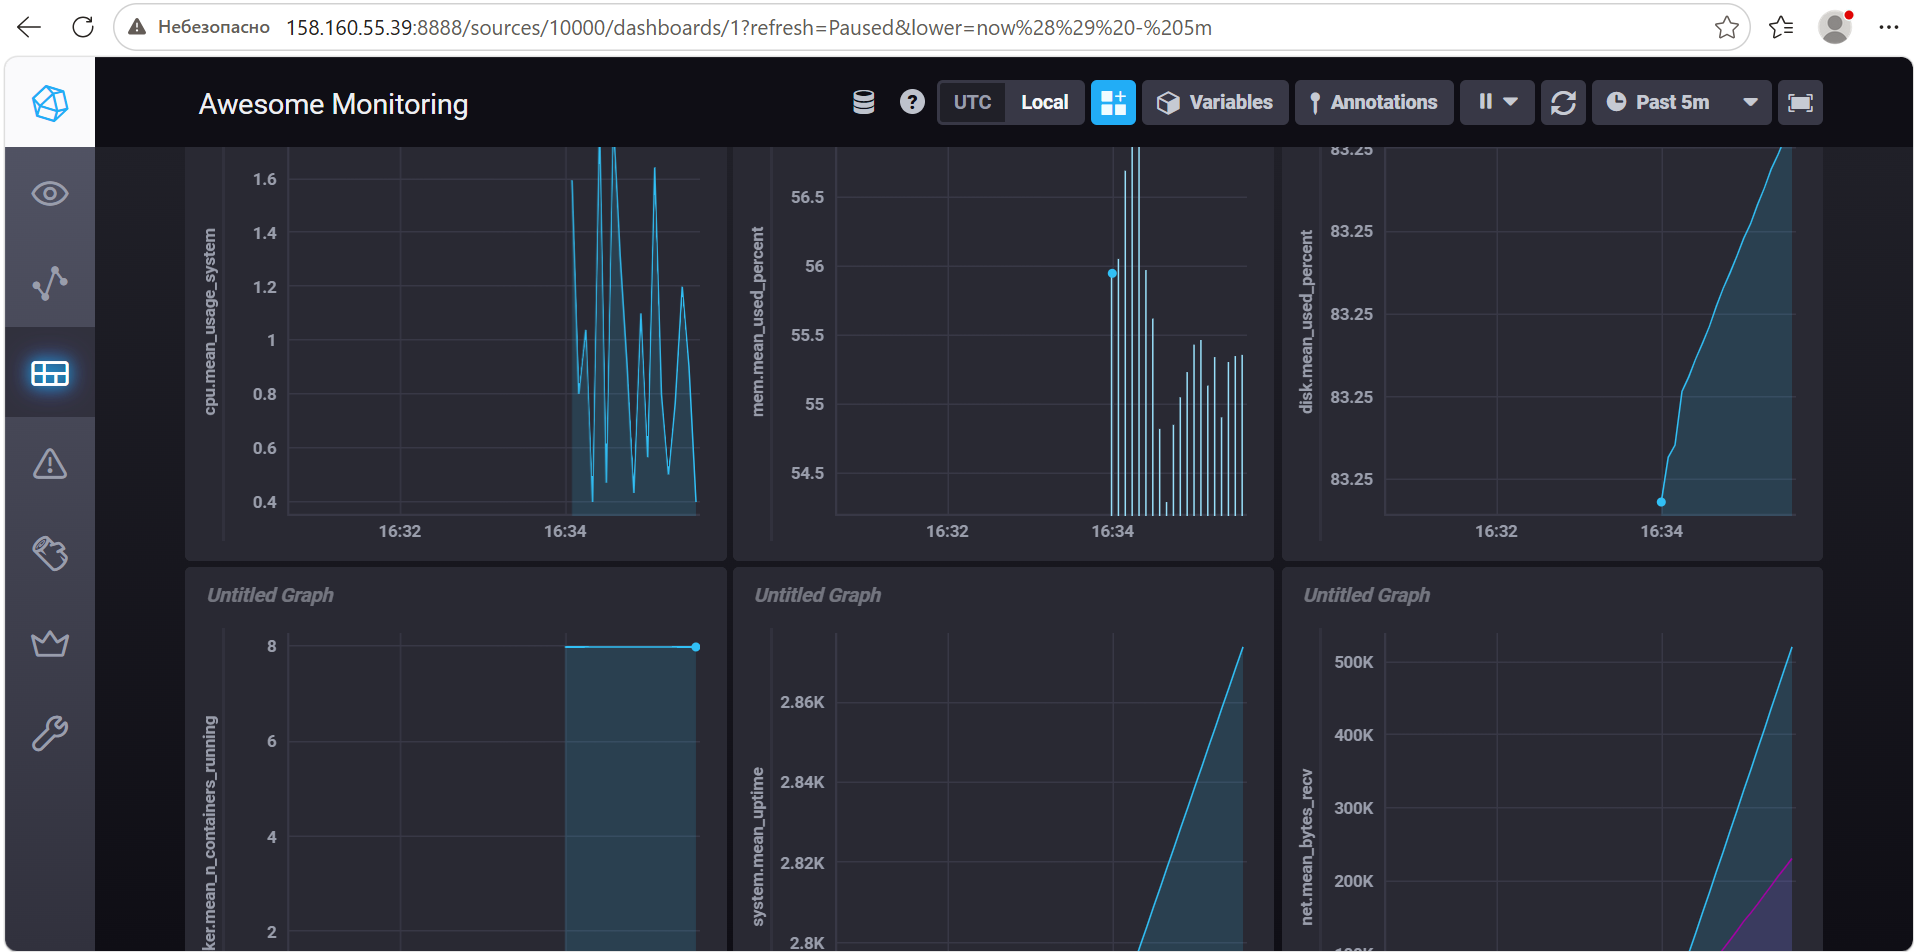 Небезопасно 158.160.55.39:8888/sources/10000/dashboards/1?refresh=Paused&lower=now%28%29%20-%205m
Awesome Monitoring
UTC Local Variables Annotations Past 5m
cpu.mean_usage_system
1.6
1.4
1.2
1
0.8
0.6
0.4
16:32 16:34
mem.mean_used_percent
56.5
56
55.5
55
54.5
16:32 16:34
disk.mean_used_percent
83.25
83.25
83.25
83.25
83.25
16:32 16:34
Untitled Graph
ker.mean_n_containers_running
8
6
4
2
Untitled Graph
system.mean_uptime
2.86K
2.84K
2.82K
2.8K
Untitled Graph
net.mean_bytes_recv
500K
400K
300K
200K